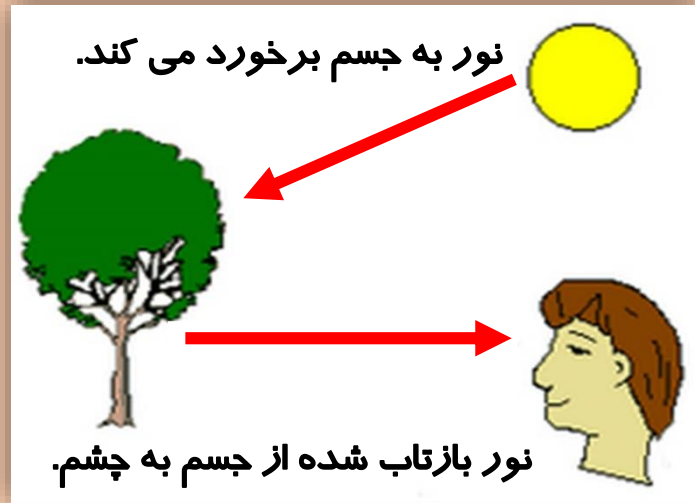 نور به جسم برخورد می کند.
نور بازتاب شده از جسم به چشم.